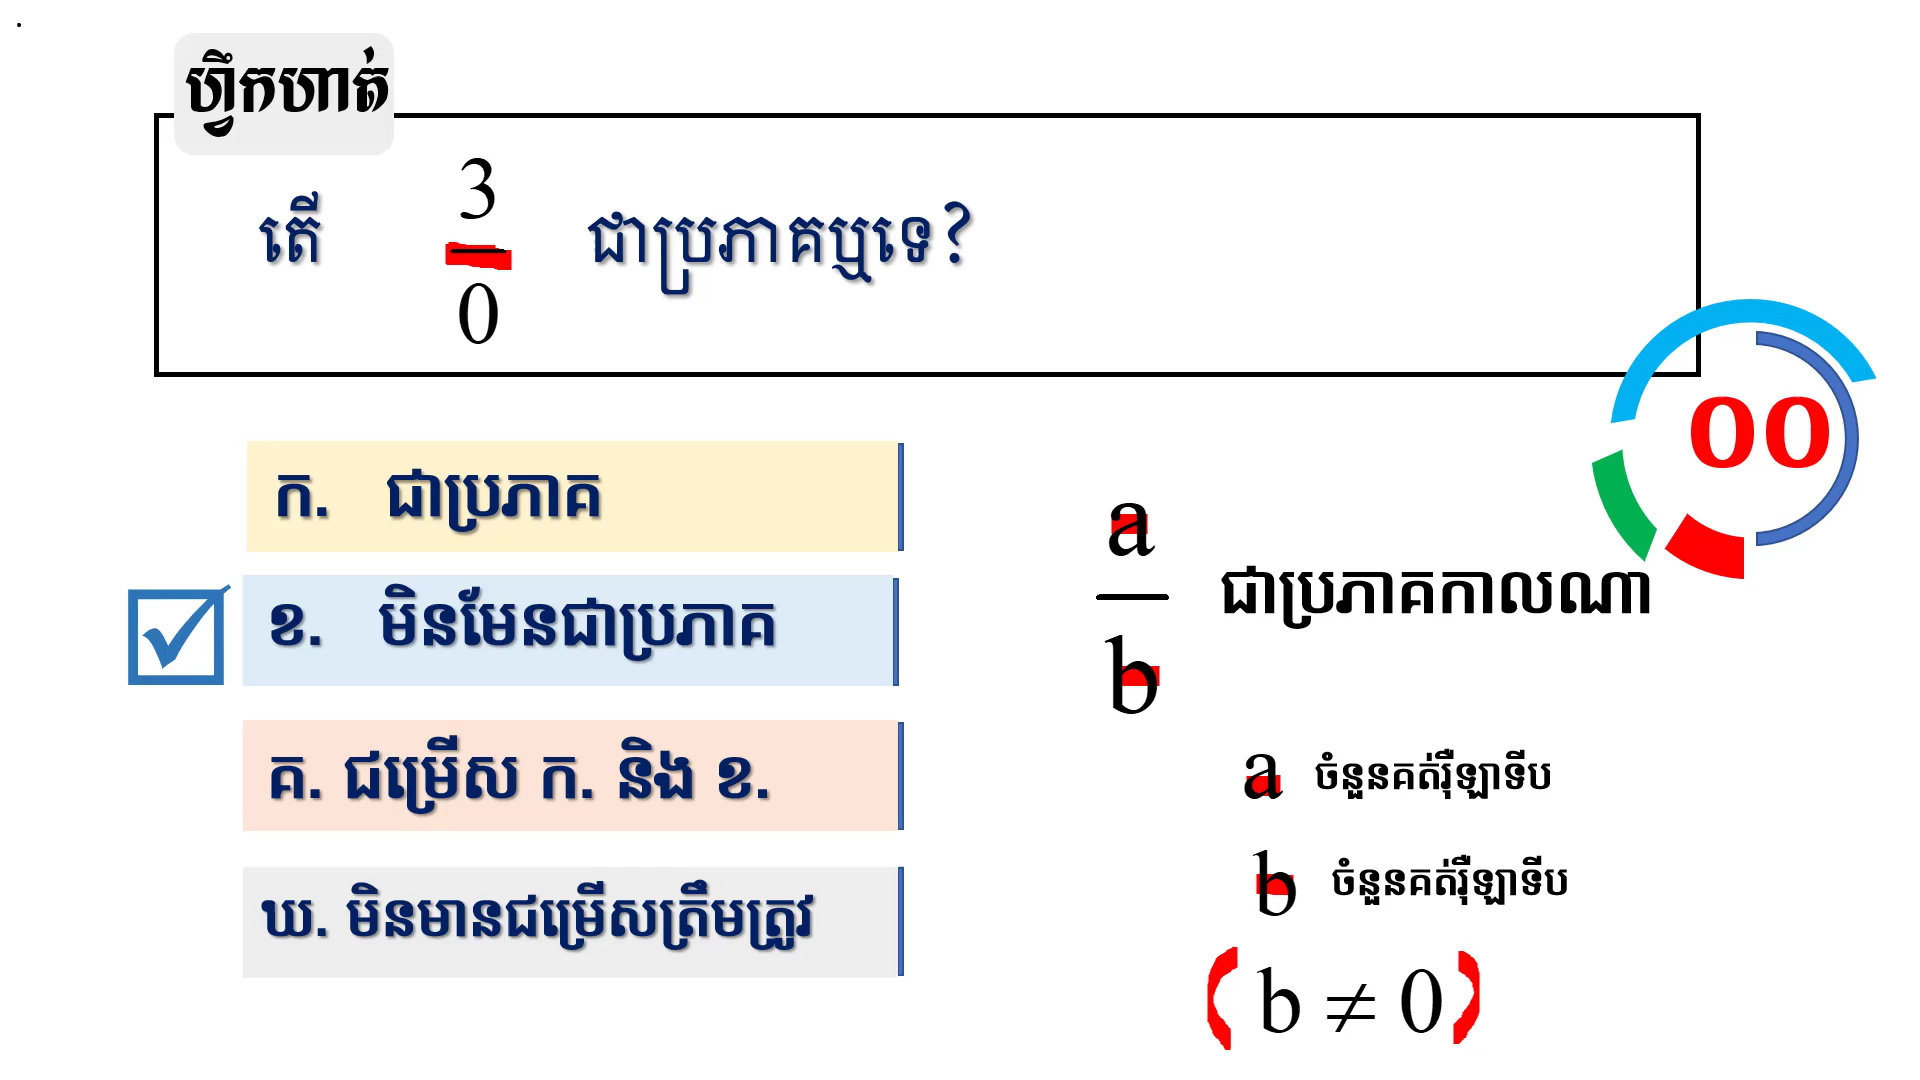 .
ហ្វឹកហាត់
តើ 3/0 ជាប្រភាគឬទេ?
00
ក. ជាប្រភាគ
ខ. មិនមែនជាប្រភាគ
គ. ជម្រើស ក. និង ខ.
ឃ. មិនមានជម្រើសត្រឹមត្រូវ
a/b ជាប្រភាគកាលណា
a ចំនួនគត់រ៉ឺឡាទីប
b ចំនួនគត់រ៉ឺឡាទីប
( b ≠ 0 )